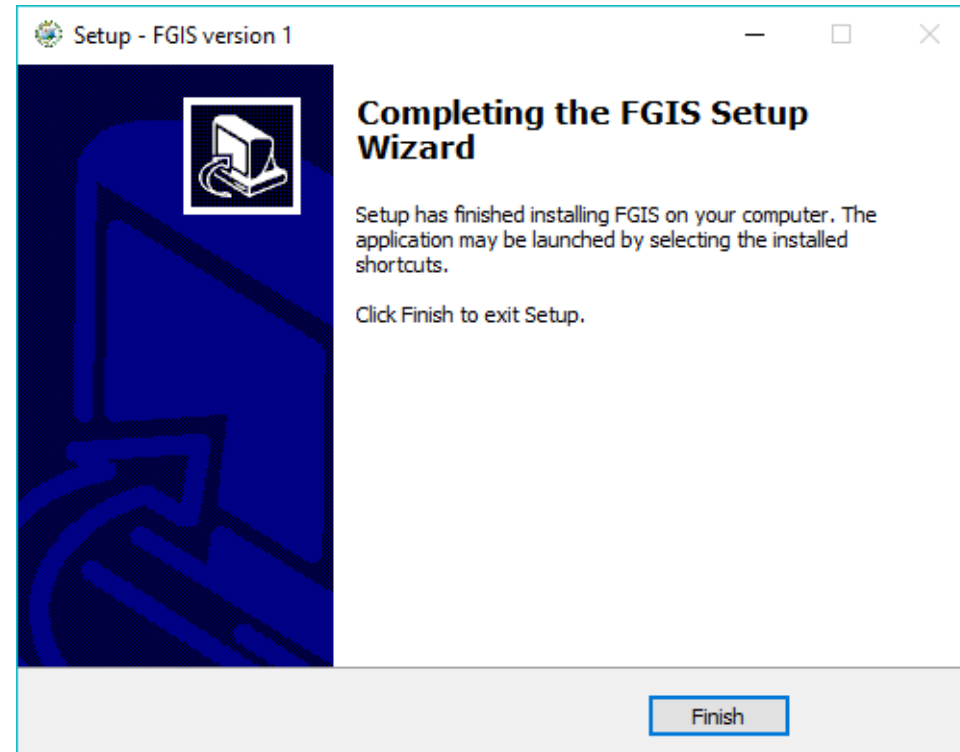 Setup - FGIS version 1
Completing the FGIS Setup
Wizard
Setup has finished installing FGIS on your computer. The
application may be launched by selecting the installed
shortcuts.
Click Finish to exit Setup.
Finish